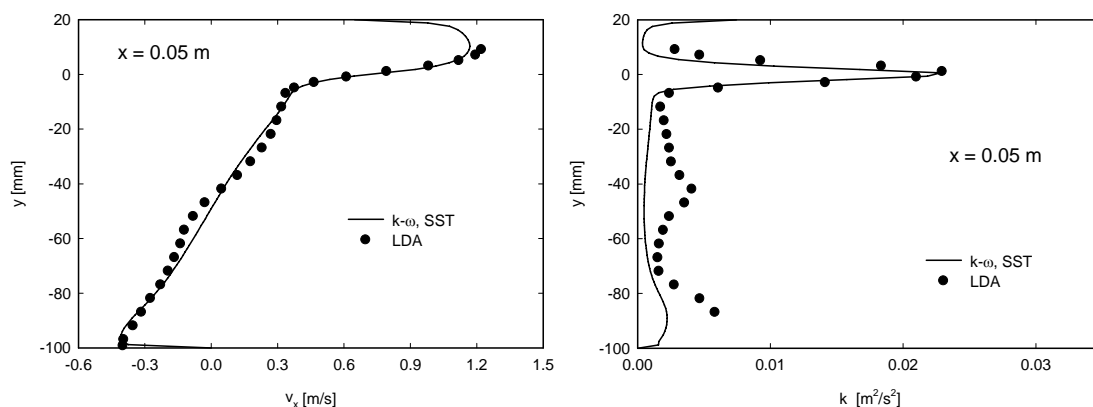 20
x = 0.05 m
0
-20
y [mm]
-40
-60
-80
-100
k-ω, SST
LDA
-0.6 -0.3 0.0 0.3 0.6 0.9 1.2 1.5
v_x [m/s]
20
0
-20
x = 0.05 m
y [mm]
-40
-60
-80
-100
k-ω, SST
LDA
0.00 0.01 0.02 0.03
k [m²/s²]